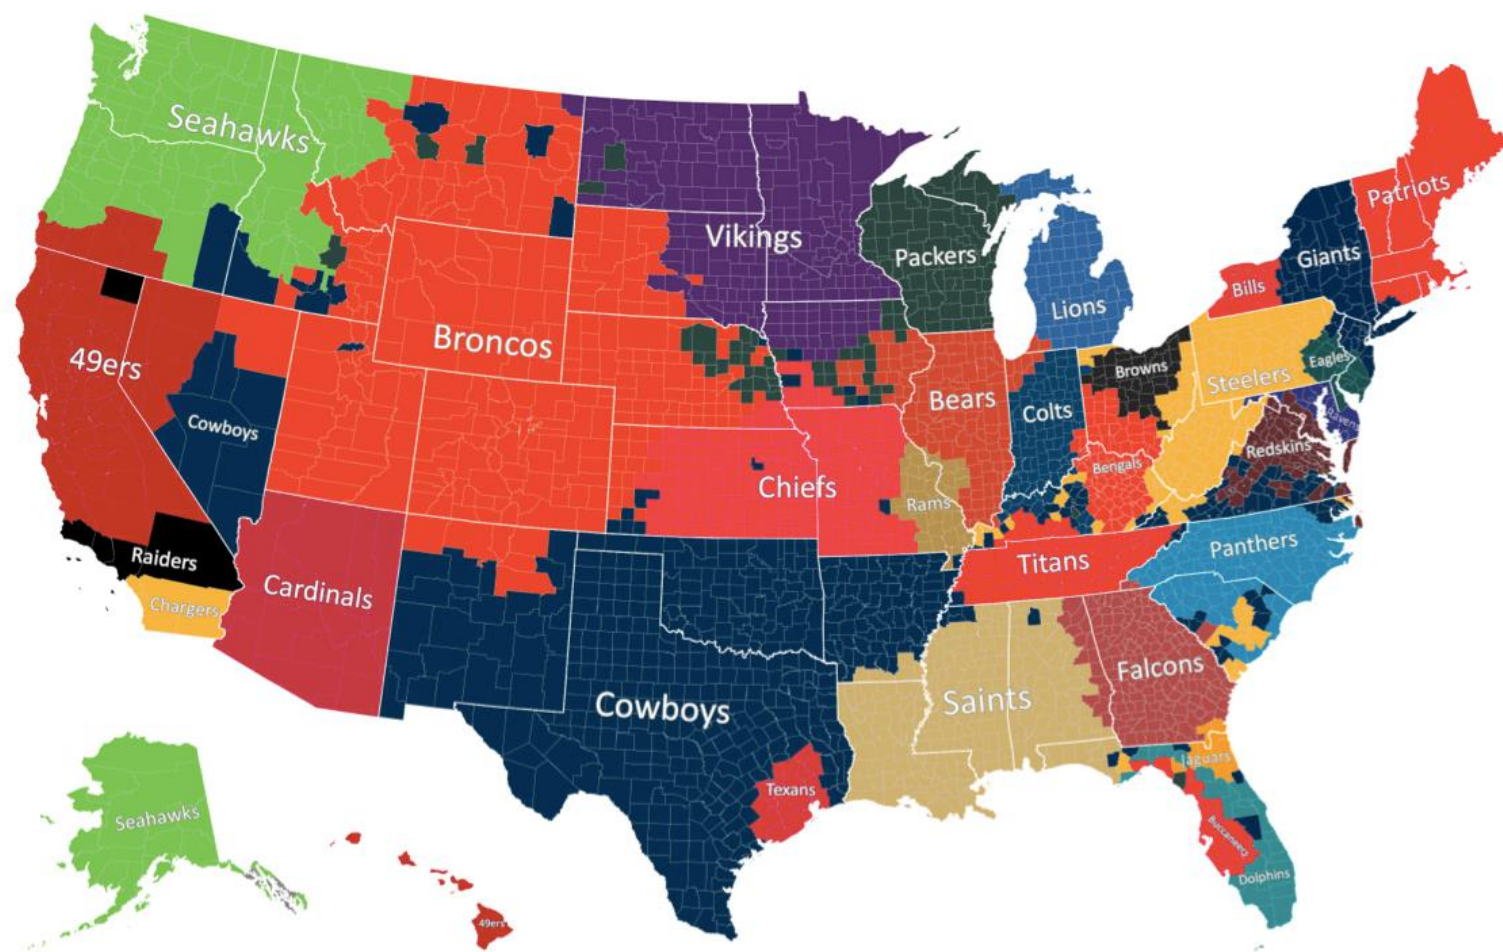 Seahawks
Patriots
Vikings
Packers
Giants
Bills
Lions
49ers
Broncos
Browns
Eagles
Steelers
Bears
Colts
Ravens
Cowboys
Redskins
Bengals
Chiefs
Rams
Raiders
Titans
Panthers
Cardinals
Chargers
Falcons
Saints
Cowboys
Jaguars
Texans
Seahawks
Buccaneers
Dolphins
49ers